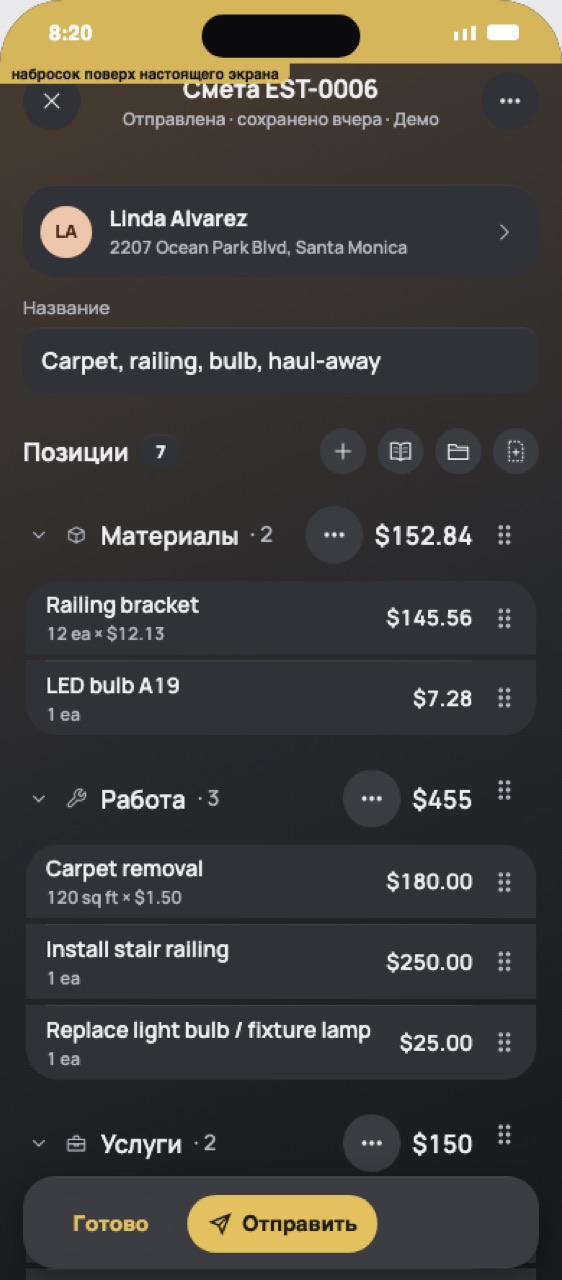 8:20
набросок поверх настоящего экрана
Смета EST-0006
Отправлена · сохранено вчера · Демо
LA
Linda Alvarez
2207 Ocean Park Blvd, Santa Monica
Название
Carpet, railing, bulb, haul-away
Позиции 7
Материалы · 2 $152.84
Railing bracket
$145.56
12 ea × $12.13
LED bulb A19
$7.28
1 ea
Работа · 3 $455
Carpet removal
$180.00
120 sq ft × $1.50
Install stair railing
$250.00
1 ea
Replace light bulb / fixture lamp
$25.00
1 ea
Услуги · 2 $150
Готово Отправить